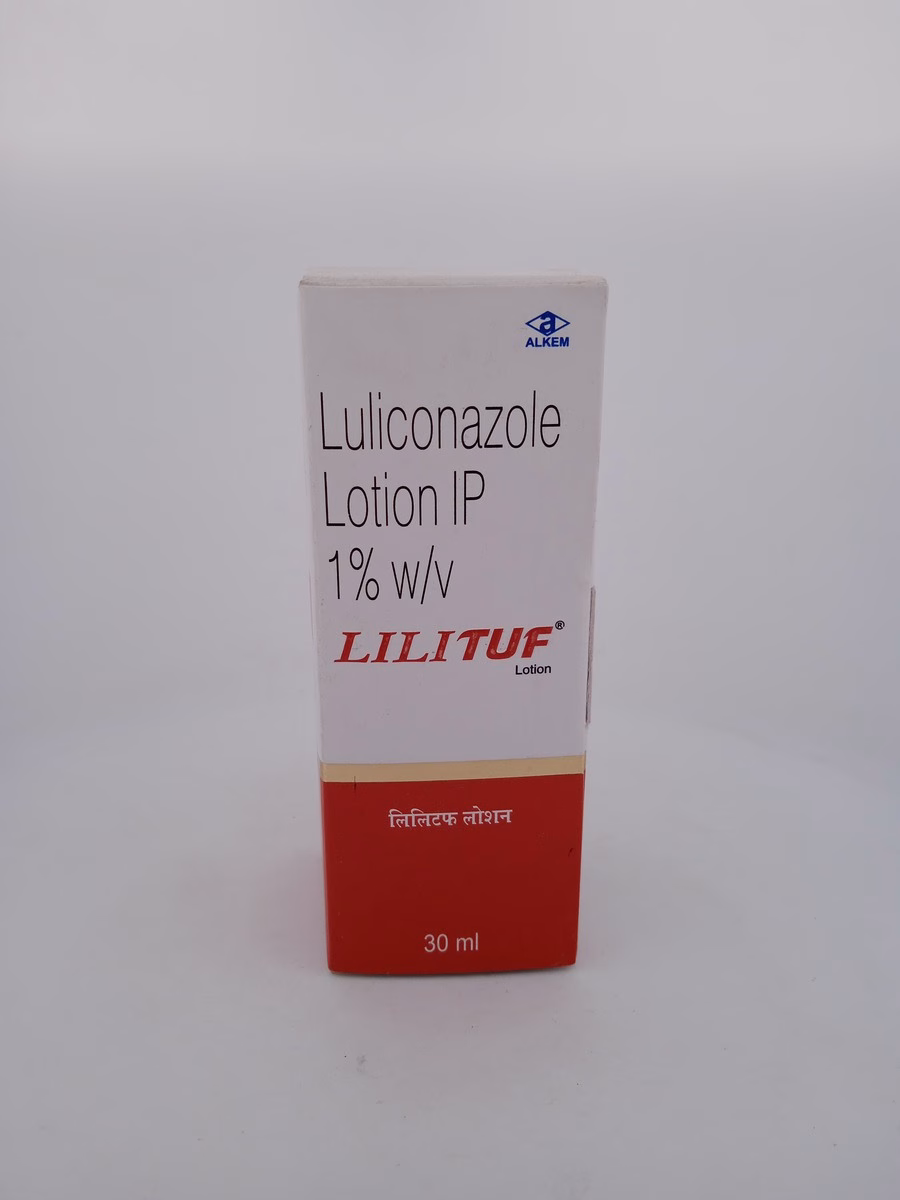 a
ALKEM
Luliconazole
Lotion IP
1% w/v
LILITUF®
Lotion
लिलिटफ लोशन
30 ml